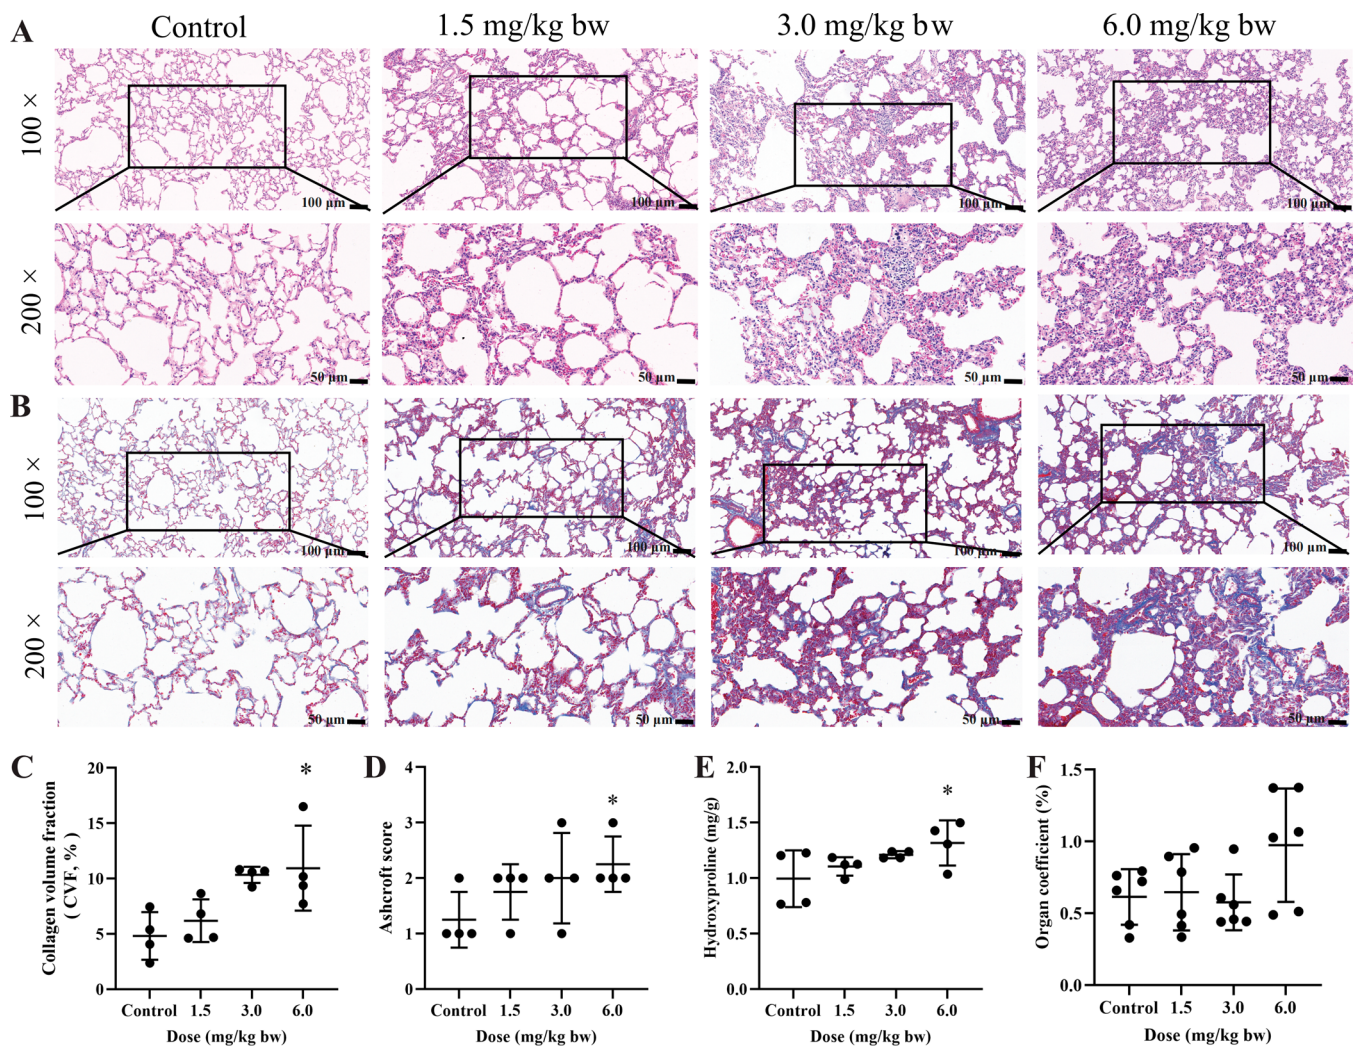 A
Control
1.5 mg/kg bw
3.0 mg/kg bw
6.0 mg/kg bw
100 ×
100 μm
100 μm
100 μm
100 μm
200 ×
50 μm
50 μm
50 μm
50 μm
B
100 ×
100 μm
100 μm
100 μm
100 μm
200 ×
50 μm
50 μm
50 μm
50 μm
C
Collagen volume fraction
( CVF, % )
20
15
10
5
0
*
Control
1.5
3.0
6.0
Dose (mg/kg bw)
D
Ashcroft score
4
3
2
1
0
*
Control
1.5
3.0
6.0
Dose (mg/kg bw)
E
Hydroxyproline (mg/g)
2.0
1.5
1.0
0.5
0.0
*
Control
1.5
3.0
6.0
Dose (mg/kg bw)
F
Organ coefficient (%)
1.5
1.0
0.5
0.0
Control
1.5
3.0
6.0
Dose (mg/kg bw)